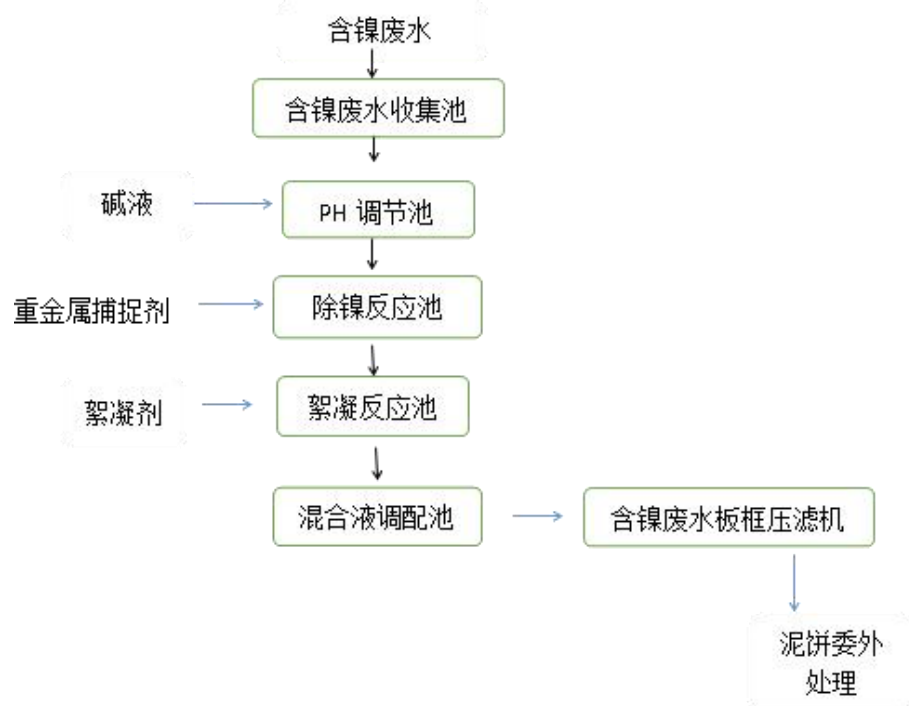 含镍废水
含镍废水收集池
碱液
PH 调节池
重金属捕捉剂
除镍反应池
絮凝剂
絮凝反应池
混合液调配池
含镍废水板框压滤机
泥饼委外
处理